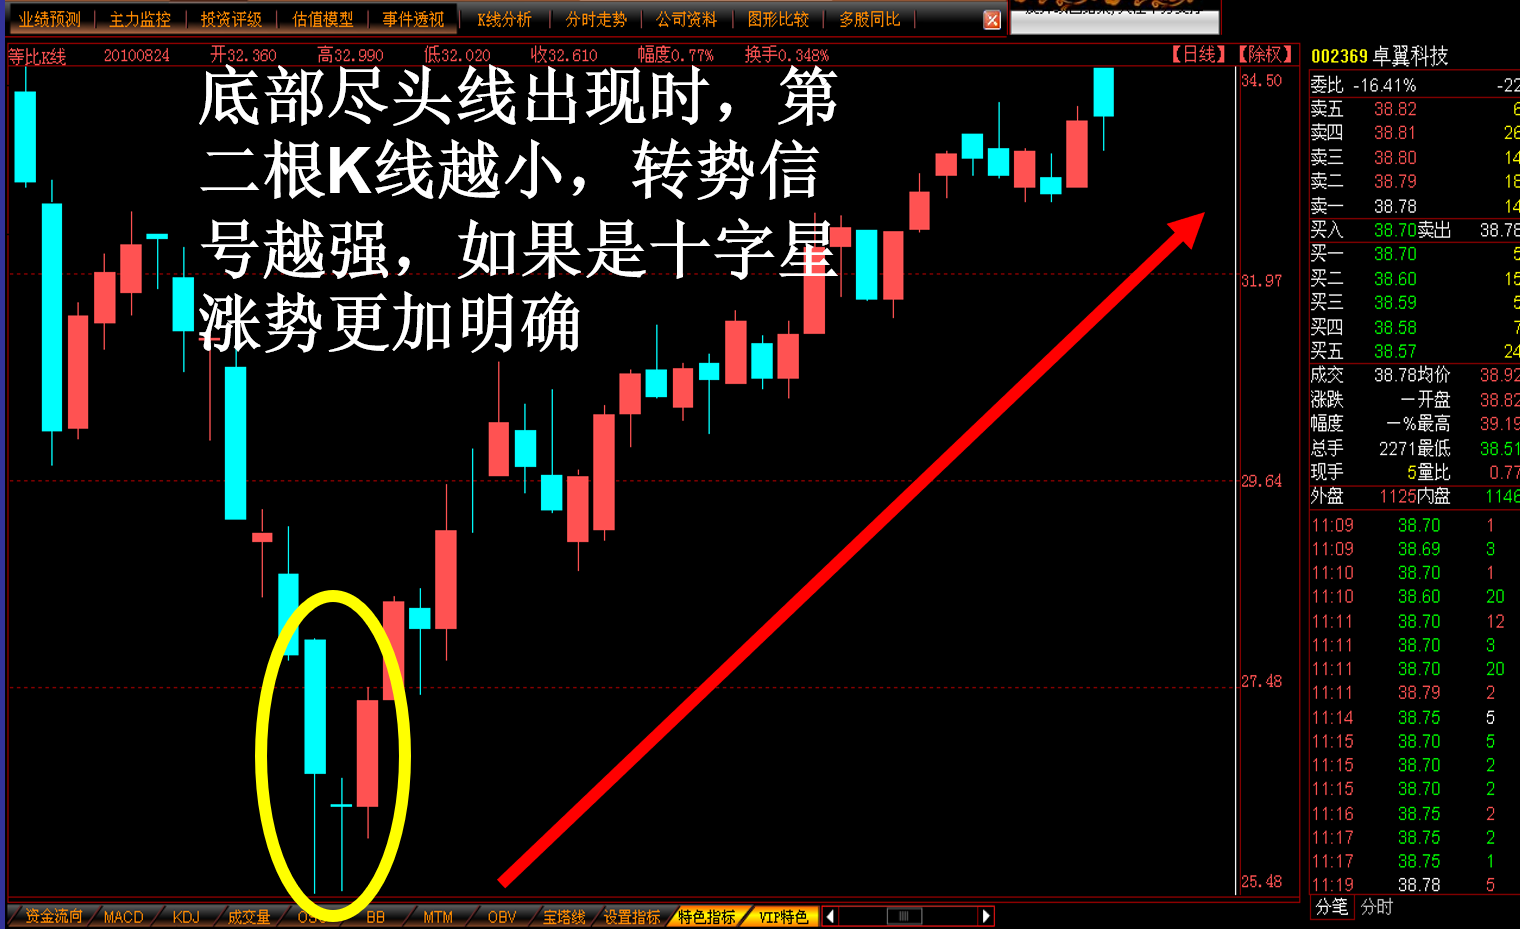 业绩预测 主力监控 投资评级 估值模型 事件透视 K线分析 分时走势 公司资料 图形比较 多股同比
等比K线 20100824 开32.360 高32.990 低32.020 收32.610 幅度0.77% 换手0.348% 【日线】【除权】
底部尽头线出现时，第
二根K线越小，转势信
号越强，如果是十字星
涨势更加明确
34.50
31.97
29.64
27.48
25.48
002369 卓翼科技
委比 -16.41% -22
卖五 38.82 6
卖四 38.81 26
卖三 38.80 14
卖二 38.79 18
卖一 38.78 14
买入 38.70 卖出 38.78
买一 38.70 5
买二 38.60 15
买三 38.59 5
买四 38.58 7
买五 38.57 24
成交 38.78 均价 38.92
涨跌 — 开盘 38.82
幅度 —% 最高 39.19
总手 2271 最低 38.51
现手 5 量比 0.77
外盘 1125 内盘 1146
11:09 38.70 1
11:09 38.69 3
11:10 38.70 1
11:10 38.60 20
11:11 38.70 12
11:11 38.70 3
11:11 38.70 20
11:11 38.79 2
11:14 38.75 5
11:15 38.70 5
11:15 38.70 2
11:15 38.70 2
11:16 38.75 2
11:17 38.75 2
11:17 38.75 1
11:19 38.78 5
分笔 分时
资金流向 MACD KDJ 成交量 BB MTM OBV 宝塔线 设置指标 特色指标 VIP特色